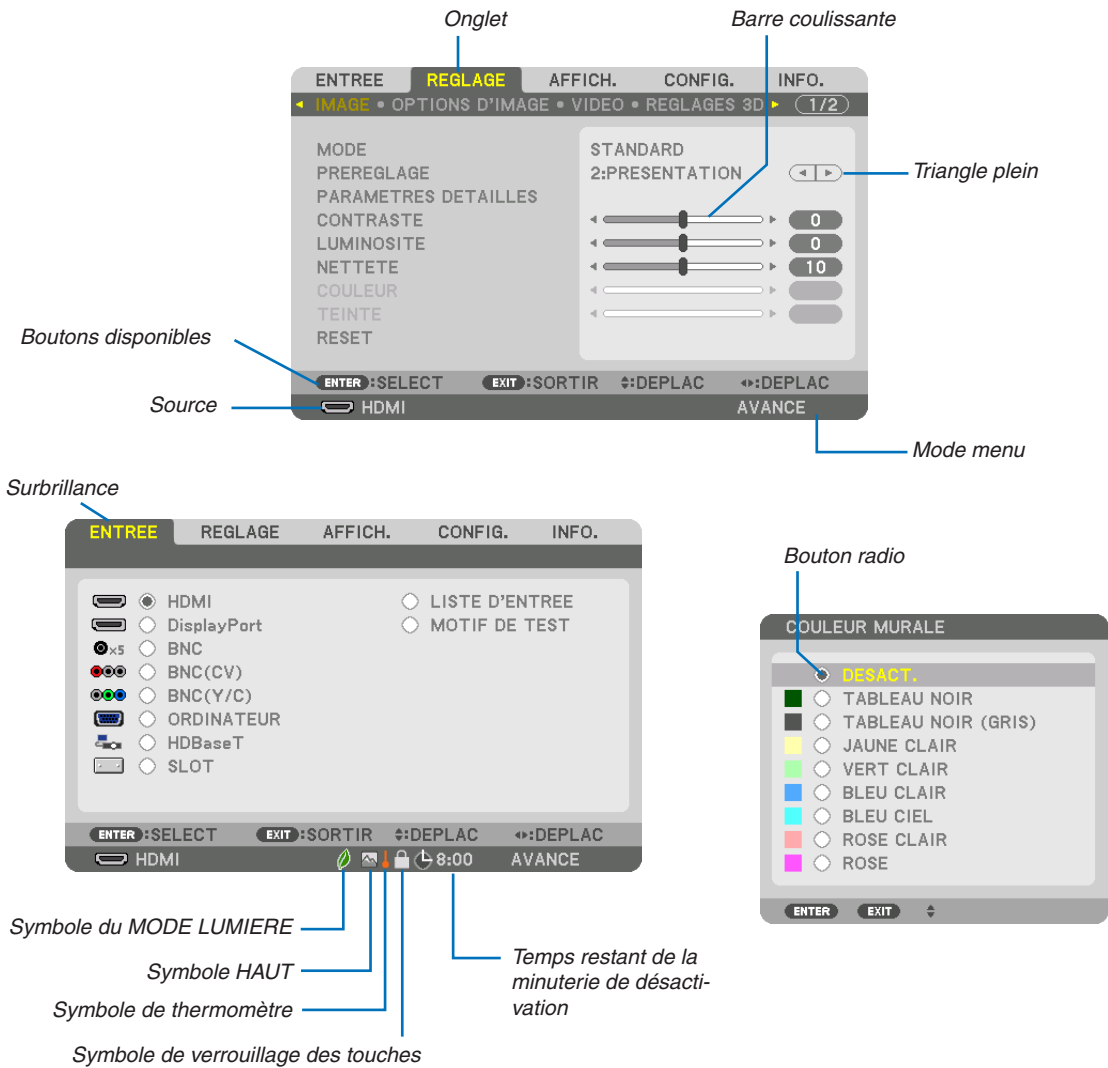 Onglet
Barre coulissante
ENTREE REGLAGE AFFICH. CONFIG. INFO.
IMAGE • OPTIONS D'IMAGE • VIDEO • REGLAGES 3D 1/2
MODE STANDARD
PREREGLAGE 2:PRESENTATION
Triangle plein
PARAMETRES DETAILLES
CONTRASTE 0
LUMINOSITE 0
NETTETE 10
COULEUR
TEINTE
RESET
Boutons disponibles
ENTER :SELECT EXIT :SORTIR :DEPLAC :DEPLAC
Source
HDMI AVANCE
Mode menu
Surbrillance
ENTREE REGLAGE AFFICH. CONFIG. INFO.
HDMI LISTE D'ENTREE
DisplayPort MOTIF DE TEST
×5 BNC
BNC(CV)
BNC(Y/C)
ORDINATEUR
HDBaseT
SLOT
ENTER :SELECT EXIT :SORTIR :DEPLAC :DEPLAC
HDMI 8:00 AVANCE
Symbole du MODE LUMIERE
Symbole HAUT
Symbole de thermomètre
Symbole de verrouillage des touches
Temps restant de la
minuterie de désacti-
vation
Bouton radio
COULEUR MURALE
DESACT.
TABLEAU NOIR
TABLEAU NOIR (GRIS)
JAUNE CLAIR
VERT CLAIR
BLEU CLAIR
BLEU CIEL
ROSE CLAIR
ROSE
ENTER EXIT